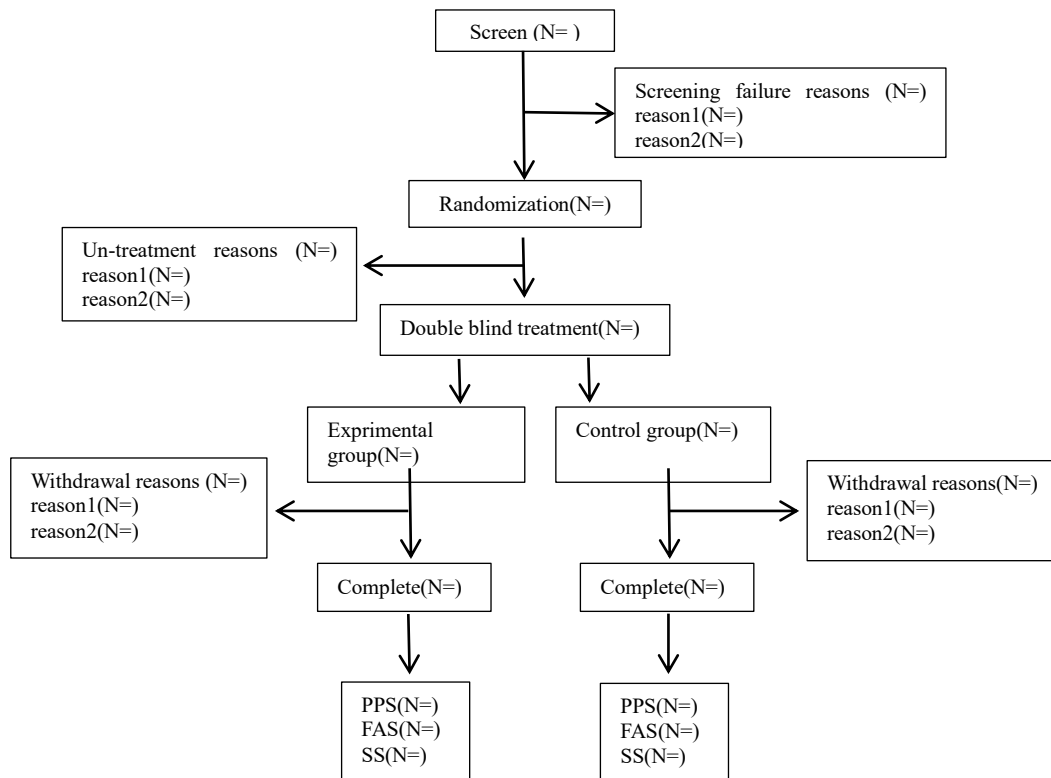 Screen (N= )
Screening failure reasons (N=)
reason1(N=)
reason2(N=)
Randomization(N=)
Un-treatment reasons (N=)
reason1(N=)
reason2(N=)
Double blind treatment(N=)
Exprimental
group(N=)
Control group(N=)
Withdrawal reasons (N=)
reason1(N=)
reason2(N=)
Withdrawal reasons(N=)
reason1(N=)
reason2(N=)
Complete(N=)
Complete(N=)
PPS(N=)
FAS(N=)
SS(N=)
PPS(N=)
FAS(N=)
SS(N=)